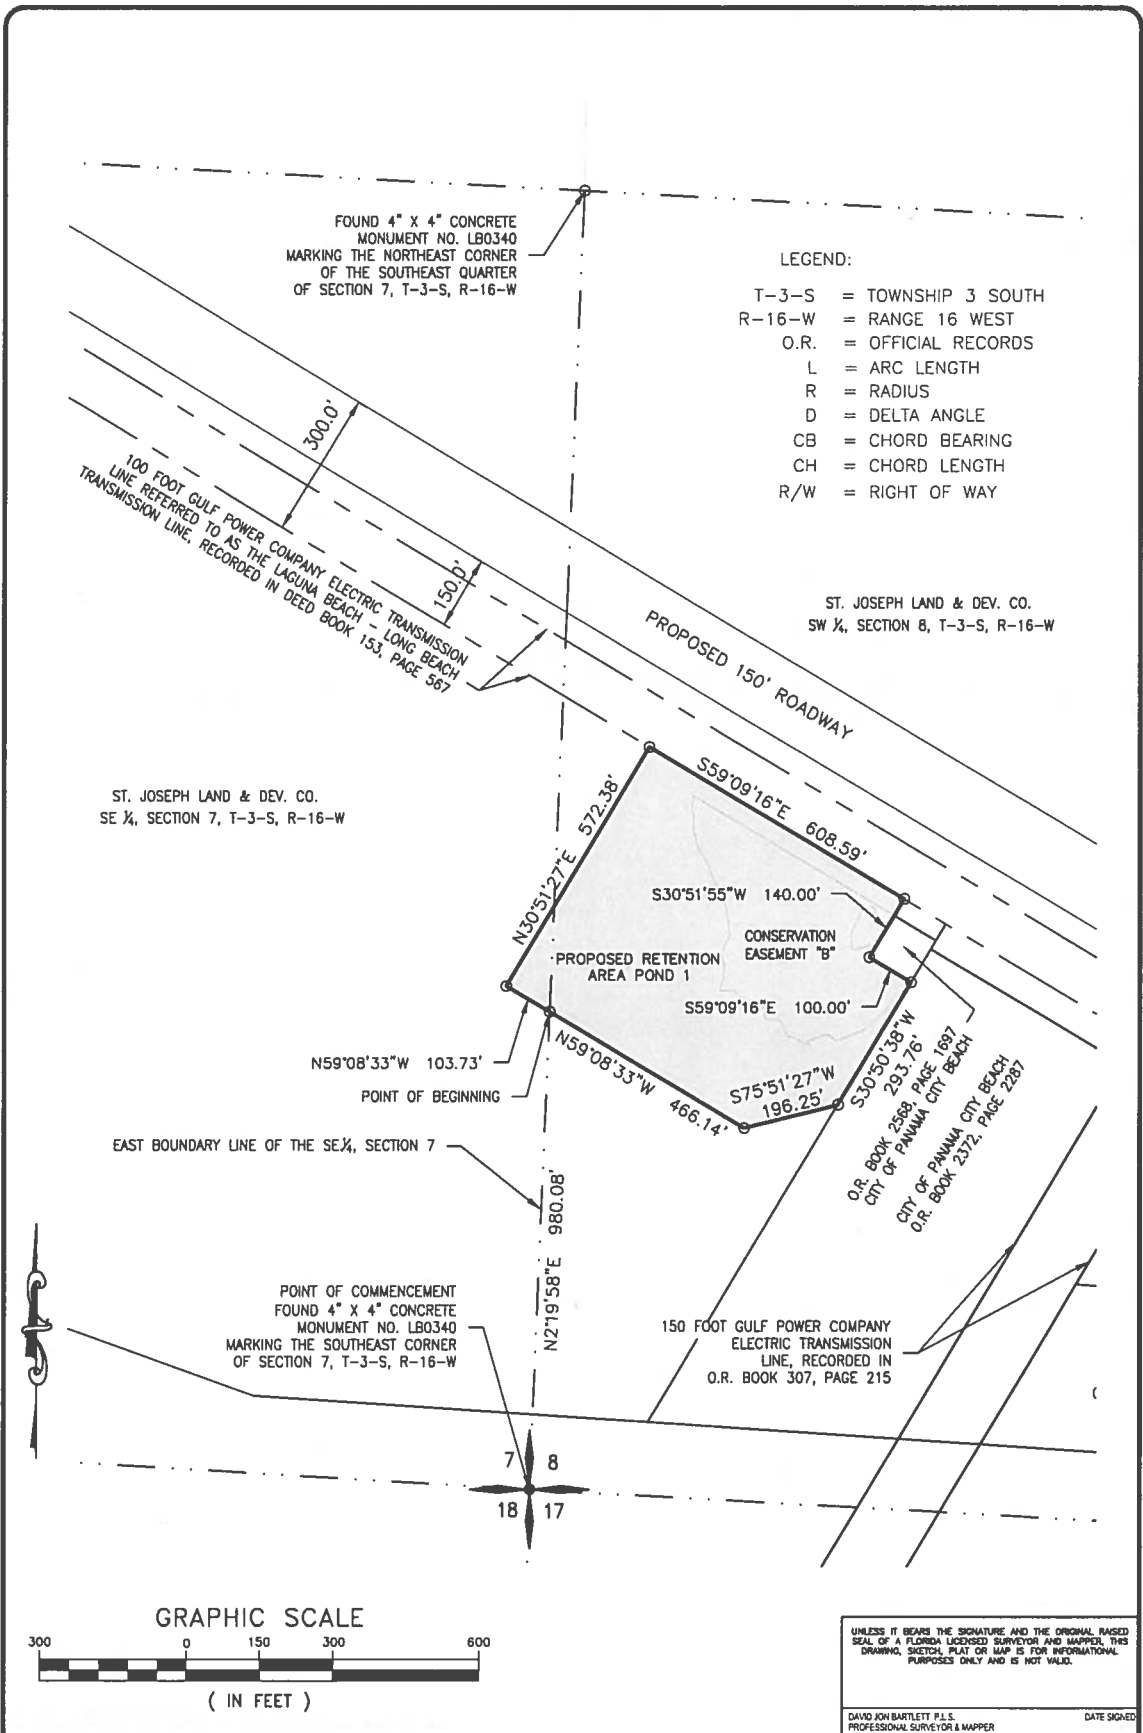 FOUND 4" X 4" CONCRETE
MONUMENT NO. LB0340
MARKING THE NORTHEAST CORNER
OF THE SOUTHEAST QUARTER
OF SECTION 7, T-3-S, R-16-W
LEGEND:
T-3-S = TOWNSHIP 3 SOUTH
R-16-W = RANGE 16 WEST
O.R. = OFFICIAL RECORDS
L = ARC LENGTH
R = RADIUS
D = DELTA ANGLE
CB = CHORD BEARING
CH = CHORD LENGTH
R/W = RIGHT OF WAY
300.0'
100 FOOT GULF POWER COMPANY ELECTRIC TRANSMISSION
LINE REFERRED TO AS THE LAGUNA BEACH - LONG BEACH
TRANSMISSION LINE, RECORDED IN DEED BOOK 153, PAGE 567
150.0'
ST. JOSEPH LAND & DEV. CO.
SW ¼, SECTION 8, T-3-S, R-16-W
PROPOSED 150' ROADWAY
ST. JOSEPH LAND & DEV. CO.
SE ¼, SECTION 7, T-3-S, R-16-W
S59°09'16"E 608.59'
N30°51'27"E 572.38'
S30°51'55"W 140.00'
CONSERVATION
EASEMENT "B"
PROPOSED RETENTION
AREA POND 1
S59°09'16"E 100.00'
N59°08'33"W 103.73'
POINT OF BEGINNING
N59°08'33"W 466.14'
S75°51'27"W
196.25'
S30°50'38"W
293.76'
O.R. BOOK 2568, PAGE 1697
CITY OF PANAMA CITY BEACH
CITY OF PANAMA CITY BEACH
O.R. BOOK 2372, PAGE 2287
EAST BOUNDARY LINE OF THE SE¼, SECTION 7
N2°19'58"E 980.08'
POINT OF COMMENCEMENT
FOUND 4" X 4" CONCRETE
MONUMENT NO. LB0340
MARKING THE SOUTHEAST CORNER
OF SECTION 7, T-3-S, R-16-W
150 FOOT GULF POWER COMPANY
ELECTRIC TRANSMISSION
LINE, RECORDED IN
O.R. BOOK 307, PAGE 215
7 8
18 17
GRAPHIC SCALE
300 0 150 300 600
( IN FEET )
UNLESS IT BEARS THE SIGNATURE AND THE ORIGINAL RAISED
SEAL OF A FLORIDA LICENSED SURVEYOR AND MAPPER, THIS
DRAWING, SKETCH, PLAT OR MAP IS FOR INFORMATIONAL
PURPOSES ONLY AND IS NOT VALID.
DAVID JON BARTLETT P.L.S. DATE SIGNED
PROFESSIONAL SURVEYOR & MAPPER